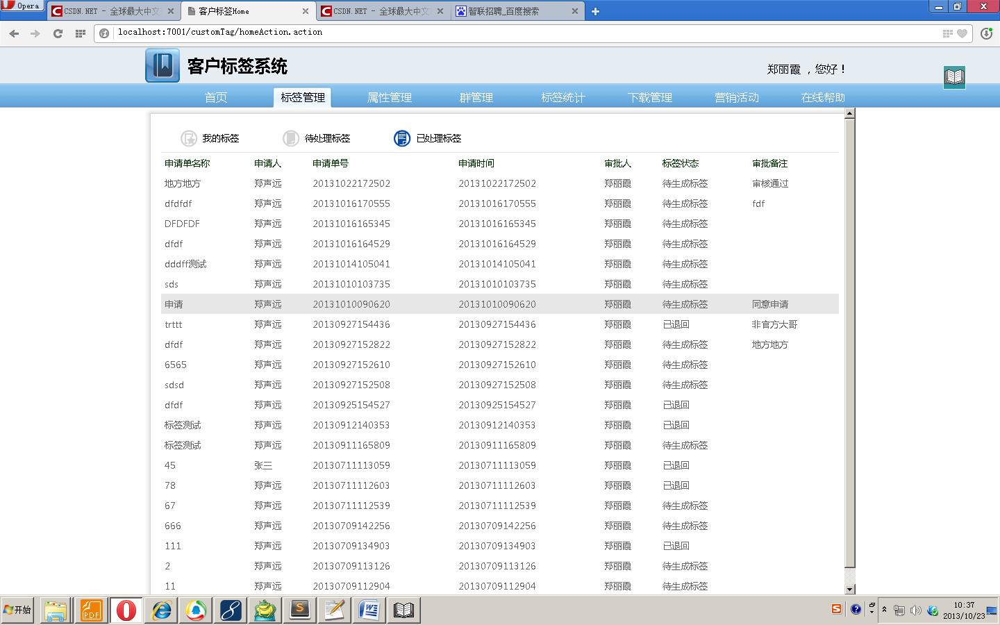 Opera
CSDN.NET - 全球最大中文
客户标签Home
CSDN.NET - 全球最大中文
智联招聘_百度搜索
localhost:7001/customTag/homeAction.action
客户标签系统
郑丽霞 ，您好！
首页 标签管理 属性管理 群管理 标签统计 下载管理 营销活动 在线帮助
我的标签 待处理标签 已处理标签
申请单名称 申请人 申请单号 申请时间 审批人 标签状态 审批备注
地方地方 郑声远 20131022172502 20131022172502 郑丽霞 待生成标签 审核通过
dfdfdf 郑声远 20131016170555 20131016170555 郑丽霞 待生成标签 fdf
DFDFDF 郑声远 20131016165345 20131016165345 郑丽霞 待生成标签
dfdf 郑声远 20131016164529 20131016164529 郑丽霞 待生成标签
dddff测试 郑声远 20131014105041 20131014105041 郑丽霞 待生成标签
sds 郑声远 20131010103735 20131010103735 郑丽霞 待生成标签
申请 郑声远 20131010090620 20131010090620 郑丽霞 待生成标签 同意申请
trttt 郑声远 20130927154436 20130927154436 郑丽霞 已退回 非官方大哥
dfdf 郑声远 20130927152822 20130927152822 郑丽霞 待生成标签 地方地方
6565 郑声远 20130927152610 20130927152610 郑丽霞 待生成标签
sdsd 郑声远 20130927152508 20130927152508 郑丽霞 待生成标签
dfdf 郑声远 20130925154527 20130925154527 郑丽霞 已退回
标签测试 郑声远 20130912140353 20130912140353 郑丽霞 已退回
标签测试 郑声远 20130911165809 20130911165809 郑丽霞 待生成标签
45 张三 20130711113059 20130711113059 郑丽霞 已退回
78 郑声远 20130711112603 20130711112603 郑丽霞 已退回
67 郑声远 20130711112539 20130711112539 郑丽霞 待生成标签
666 郑声远 20130709142256 20130709142256 郑丽霞 待生成标签
111 郑声远 20130709134903 20130709134903 郑丽霞 已退回
2 郑声远 20130709113126 20130709113126 郑丽霞 待生成标签
11 郑声远 20130709112904 20130709112904 郑丽霞 待生成标签
开始
PDF
10:37
2013/10/23